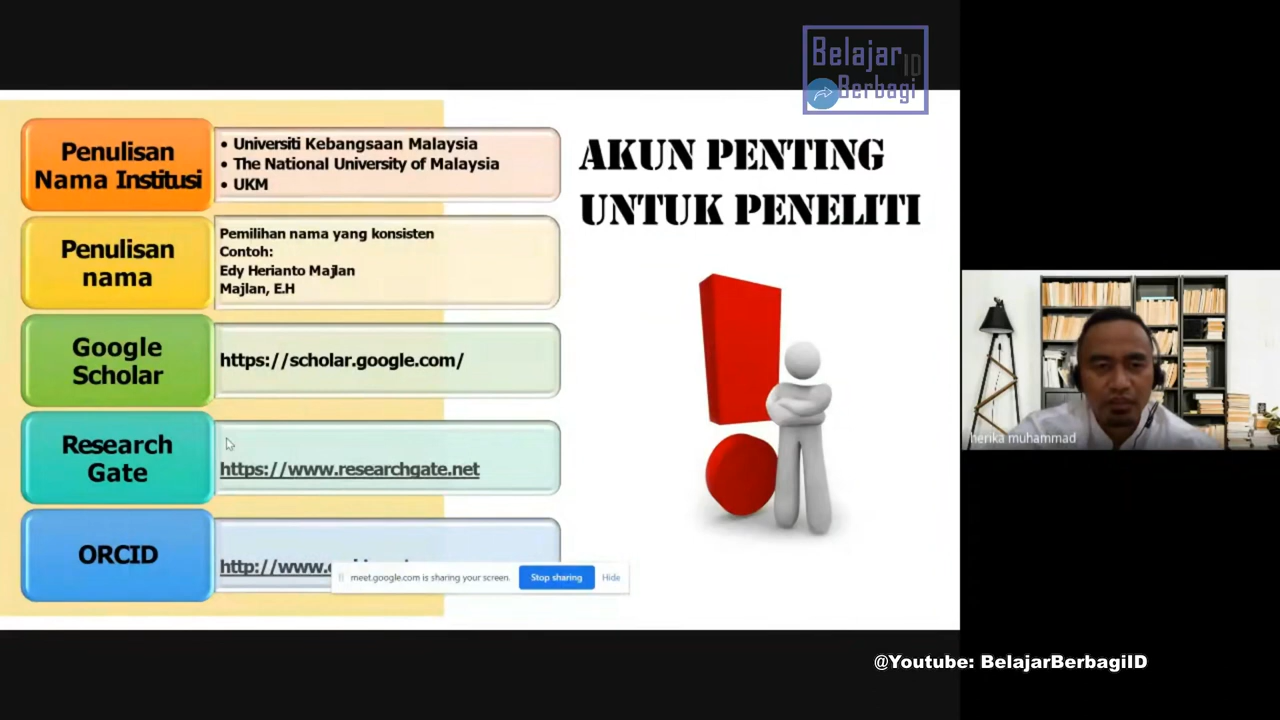 Belajar
ID
Berbagi
AKUN PENTING
UNTUK PENELITI
Penulisan
Nama Institusi
• Universiti Kebangsaan Malaysia
• The National University of Malaysia
• UKM
Penulisan
nama
Pemilihan nama yang konsisten
Contoh:
Edy Herianto Majlan
Majlan, E.H
Google
Scholar
https://scholar.google.com/
Research
Gate
https://www.researchgate.net
ORCID
http://www.
meet.google.com is sharing your screen.
Stop sharing
Hide
herika muhammad
@Youtube: BelajarBerbagiID